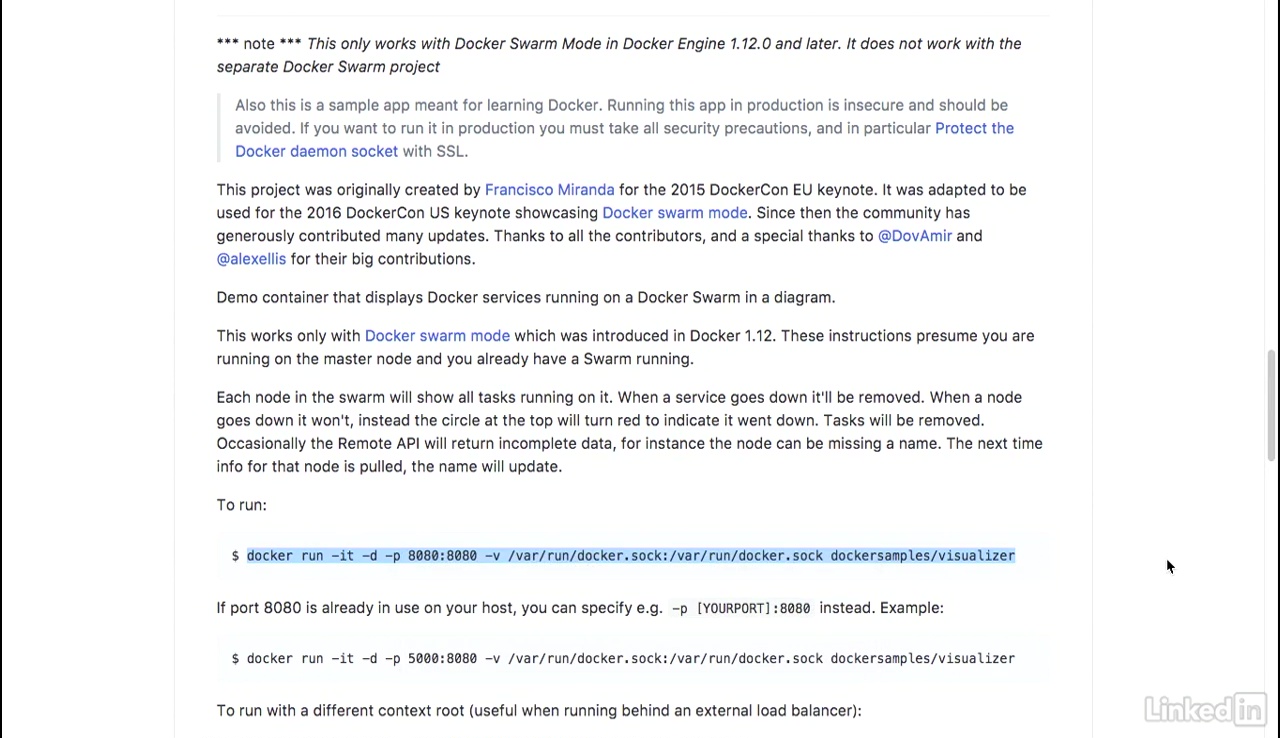 *** note *** This only works with Docker Swarm Mode in Docker Engine 1.12.0 and later. It does not work with the
separate Docker Swarm project
Also this is a sample app meant for learning Docker. Running this app in production is insecure and should be
avoided. If you want to run it in production you must take all security precautions, and in particular Protect the
Docker daemon socket with SSL.
This project was originally created by Francisco Miranda for the 2015 DockerCon EU keynote. It was adapted to be
used for the 2016 DockerCon US keynote showcasing Docker swarm mode. Since then the community has
generously contributed many updates. Thanks to all the contributors, and a special thanks to @DovAmir and
@alexellis for their big contributions.
Demo container that displays Docker services running on a Docker Swarm in a diagram.
This works only with Docker swarm mode which was introduced in Docker 1.12. These instructions presume you are
running on the master node and you already have a Swarm running.
Each node in the swarm will show all tasks running on it. When a service goes down it'll be removed. When a node
goes down it won't, instead the circle at the top will turn red to indicate it went down. Tasks will be removed.
Occasionally the Remote API will return incomplete data, for instance the node can be missing a name. The next time
info for that node is pulled, the name will update.
To run:
$ docker run -it -d -p 8080:8080 -v /var/run/docker.sock:/var/run/docker.sock dockersamples/visualizer
If port 8080 is already in use on your host, you can specify e.g. -p [YOURPORT]:8080 instead. Example:
$ docker run -it -d -p 5000:8080 -v /var/run/docker.sock:/var/run/docker.sock dockersamples/visualizer
To run with a different context root (useful when running behind an external load balancer):
Linked in